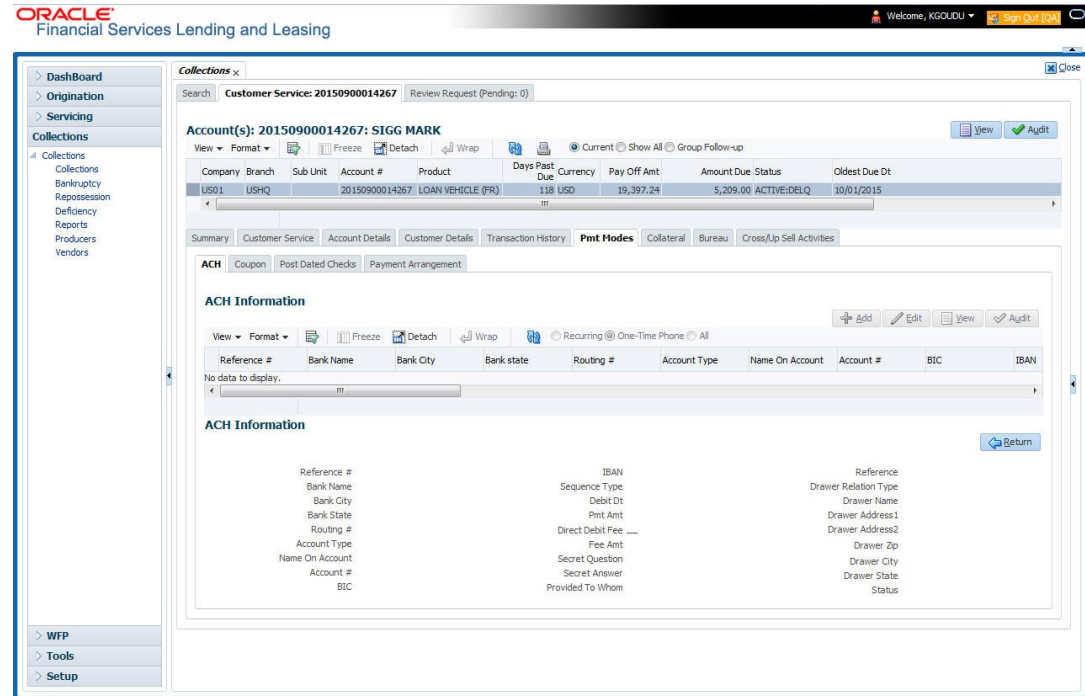 ORACLE
Financial Services Lending and Leasing
Welcome, KGOUDU
Sign Out [QA]
Close
DashBoard
Origination
Servicing
Collections
Collections
Collections
Bankruptcy
Repossession
Deficiency
Reports
Producers
Vendors
WFP
Tools
Setup
Collections x
Search Customer Service: 20150900014267 Review Request (Pending: 0)
Account(s): 20150900014267: SIGG MARK
View Audit
View Format Freeze Detach Wrap Current Show All Group Follow-up
Company Branch Sub Unit Account # Product Days Past Due Currency Pay Off Amt Amount Due Status Oldest Due Dt
US01 USHQ 20150900014267 LOAN VEHICLE (FR) 118 USD 19,397.24 5,209.00 ACTIVE:DELQ 10/01/2015
Summary Customer Service Account Details Customer Details Transaction History Pmt Modes Collateral Bureau Cross/Up Sell Activities
ACH Coupon Post Dated Checks Payment Arrangement
ACH Information
Add Edit View Audit
View Format Freeze Detach Wrap Recurring One-Time Phone All
Reference # Bank Name Bank City Bank state Routing # Account Type Name On Account Account # BIC IBAN
No data to display.
ACH Information
Return
Reference # IBAN Reference
Bank Name Sequence Type Drawer Relation Type
Bank City Debit Dt Drawer Name
Bank State Pmt Amt Drawer Address1
Routing # Direct Debit Fee Drawer Address2
Account Type Fee Amt Drawer Zip
Name On Account Secret Question Drawer City
Account # Secret Answer Drawer State
BIC Provided To Whom Status